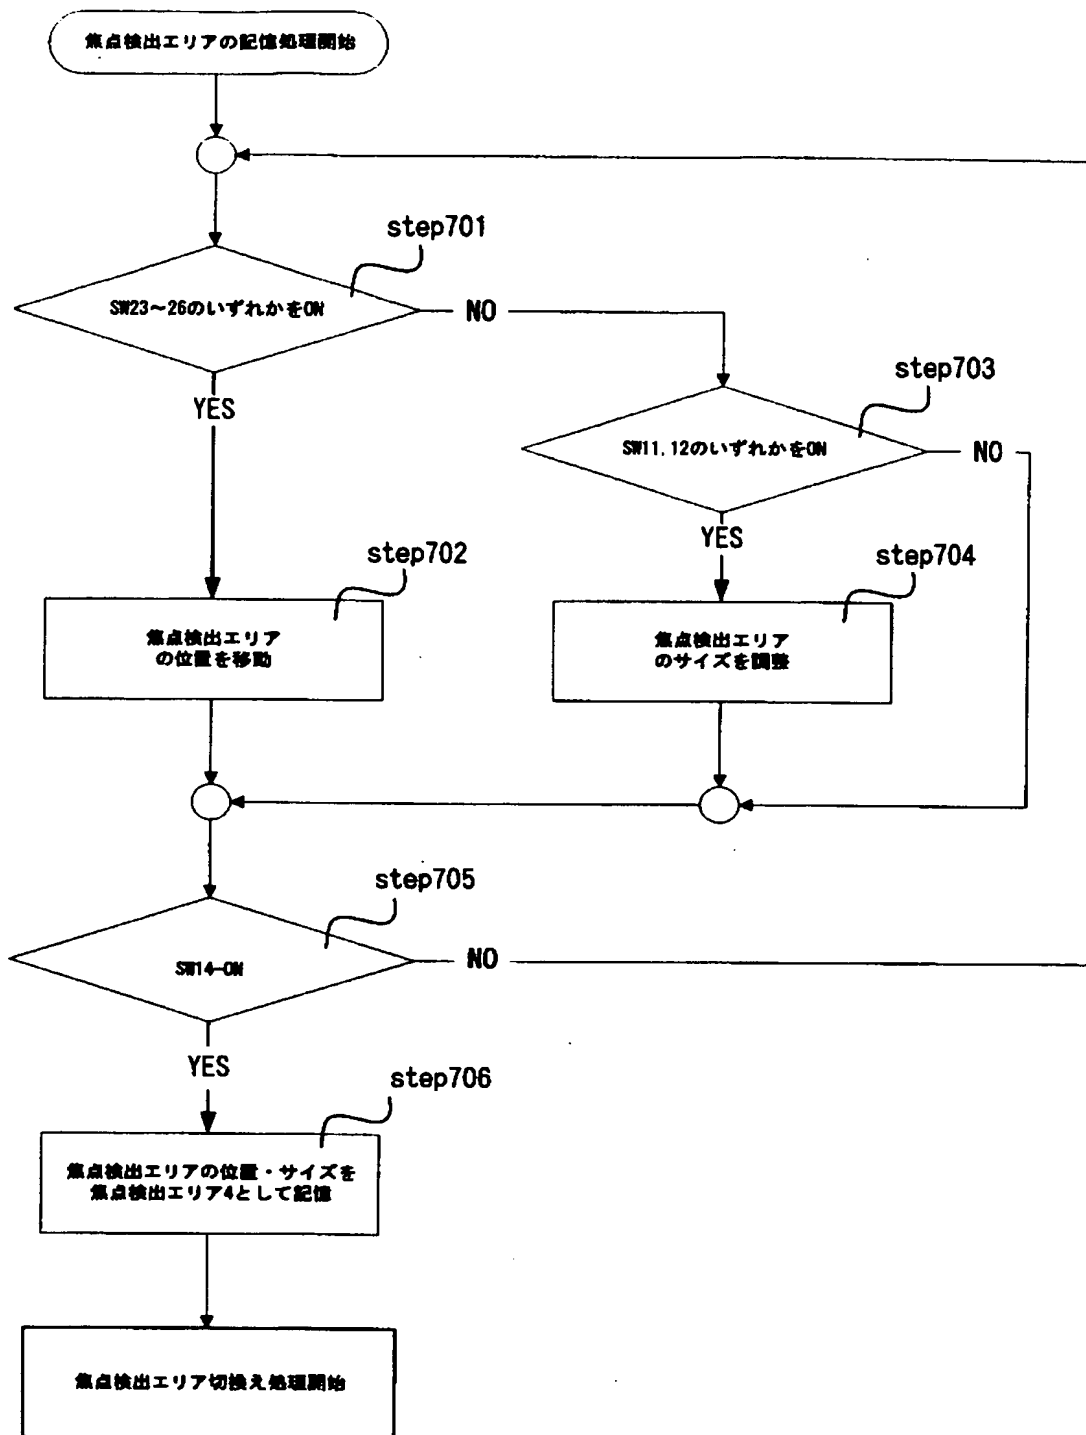 焦点検出エリアの記憶処理開始
step701
SW23～26のいずれかをON
NO
YES
step703
SW11,12のいずれかをON
NO
YES
step702
焦点検出エリア
の位置を移動
step704
焦点検出エリア
のサイズを調整
step705
SW14-ON
NO
YES
step706
焦点検出エリアの位置・サイズを
焦点検出エリア4として記憶
焦点検出エリア切換え処理開始